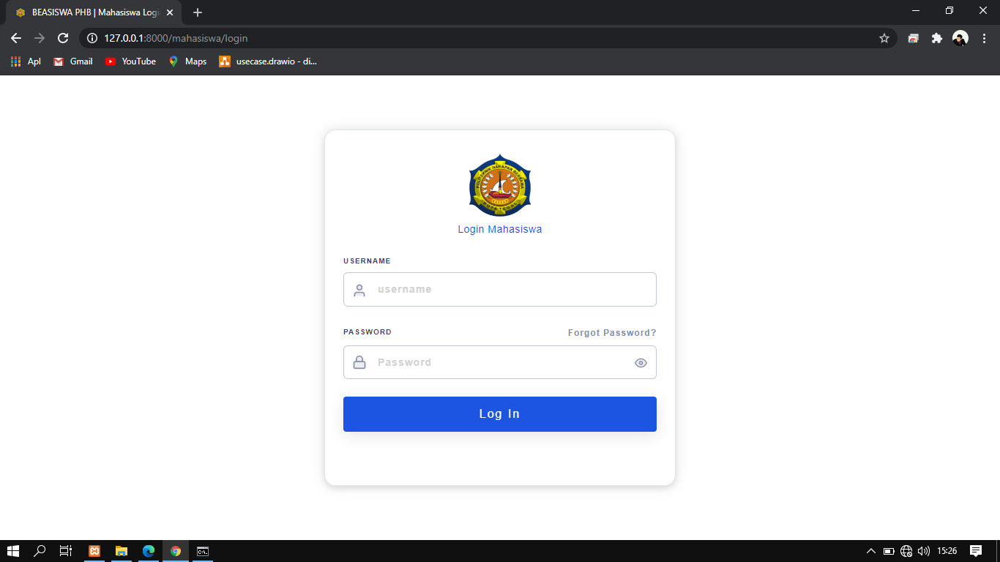 BEASISWA PHB | Mahasiswa Logi
127.0.0.1:8000/mahasiswa/login
Apl
Gmail
YouTube
Maps
usecase.drawio - di...
POLITEKNIK HARAPAN BERSAMA
KOTA TEGAL
Login Mahasiswa
USERNAME
username
PASSWORD
Forgot Password?
Password
Log In
15:26